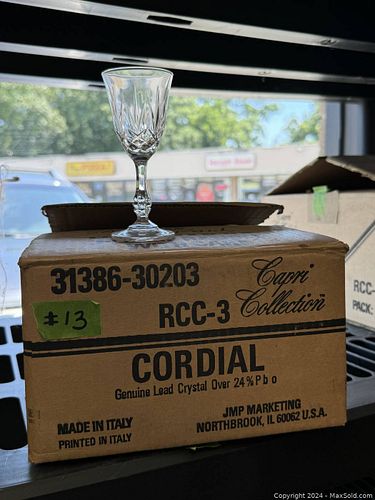 31386-30203
Capri
Collection
#13
RCC-3
CORDIAL
Genuine Lead Crystal Over 24% Pbo
MADE IN ITALY
PRINTED IN ITALY
JMP MARKETING
NORTHBROOK, IL 60062 U.S.A.
RCC-
PACK:
Copyright 2024 - MaxSold.com